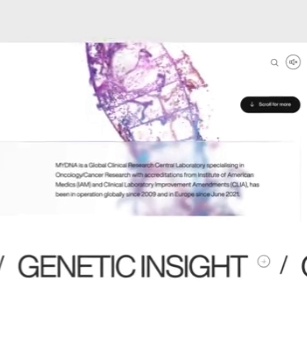 Scroll for more
MYDNA is a Global Clinical Research Central Laboratory specialising in
Oncology/Cancer Research with accreditations from Institute of American
Medics (IAM) and Clinical Laboratory Improvement Amendments (CLIA), has
been in operation globally since 2009 and in Europe since June 2021.
/ GENETIC INSIGHT /